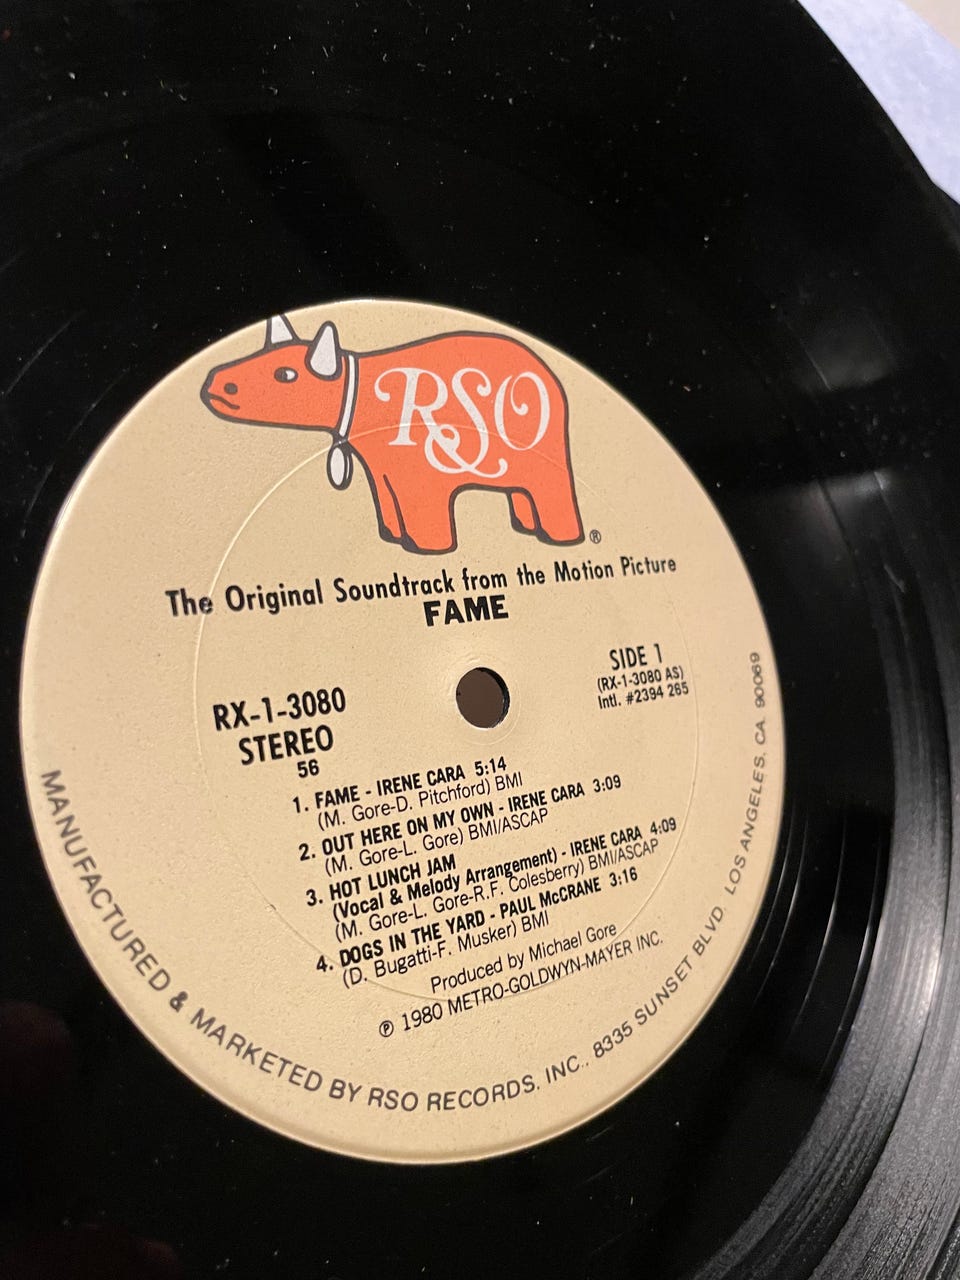 RSO
®
The Original Soundtrack from the Motion Picture
FAME
RX-1-3080
STEREO
56
SIDE 1
(RX-1-3080 AS)
Intl. #2394 265
1. FAME - IRENE CARA 5:14
(M. Gore-D. Pitchford) BMI
2. OUT HERE ON MY OWN - IRENE CARA 3:09
(M. Gore-L. Gore) BMI/ASCAP
3. HOT LUNCH JAM
(Vocal & Melody Arrangement) - IRENE CARA 4:09
(M. Gore-L. Gore-R.F. Colesberry) BMI/ASCAP
4. DOGS IN THE YARD - PAUL McCRANE 3:16
(D. Bugatti-F. Musker) BMI
Produced by Michael Gore
℗ 1980 METRO-GOLDWYN-MAYER INC.
MANUFACTURED & MARKETED BY RSO RECORDS, INC., 8335 SUNSET BLVD. LOS ANGELES, CA. 90069